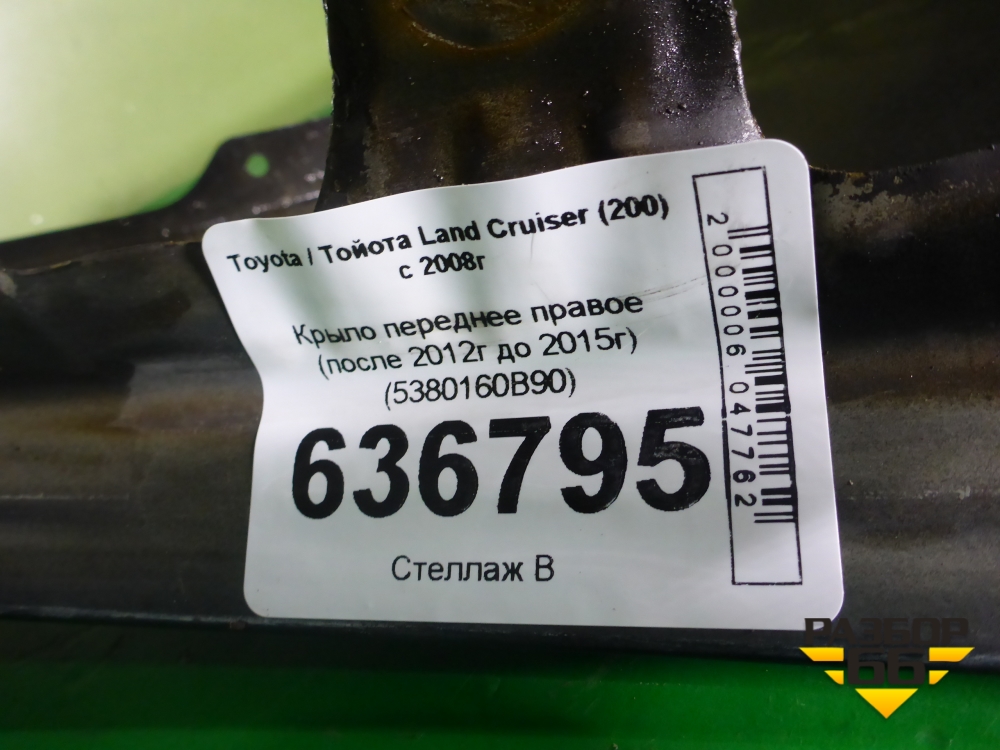 Toyota / Тойота Land Cruiser (200)
с 2008г
Крыло переднее правое
(после 2012г до 2015г)
(5380160B90)
636795
Стеллаж В
2000006047762
РАЗБОР
66